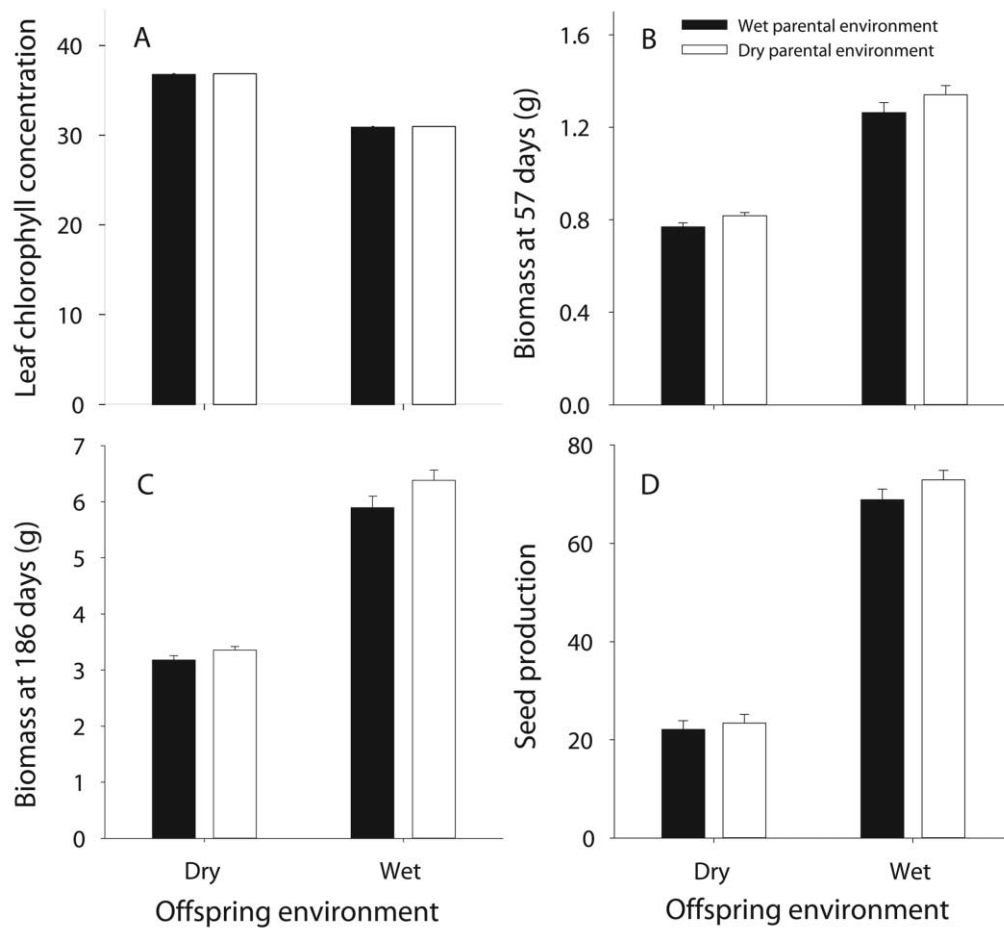 A
Leaf chlorophyll concentration
40
30
20
10
0
B
Wet parental environment
Dry parental environment
Biomass at 57 days (g)
1.6
1.2
0.8
0.4
0.0
C
Biomass at 186 days (g)
7
6
5
4
3
2
1
0
Dry
Wet
Offspring environment
D
Seed production
80
60
40
20
0
Dry
Wet
Offspring environment